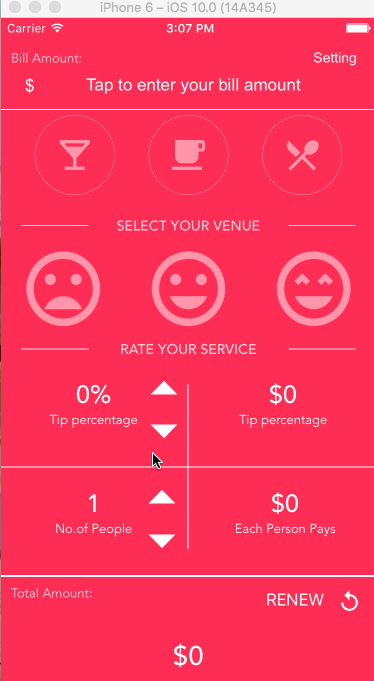 iPhone 6 – iOS 10.0 (14A345)
Carrier 3:07 PM
Bill Amount: Setting
$ Tap to enter your bill amount
SELECT YOUR VENUE
RATE YOUR SERVICE
0% $0
Tip percentage Tip percentage
1 $0
No.of People Each Person Pays
Total Amount: RENEW
$0